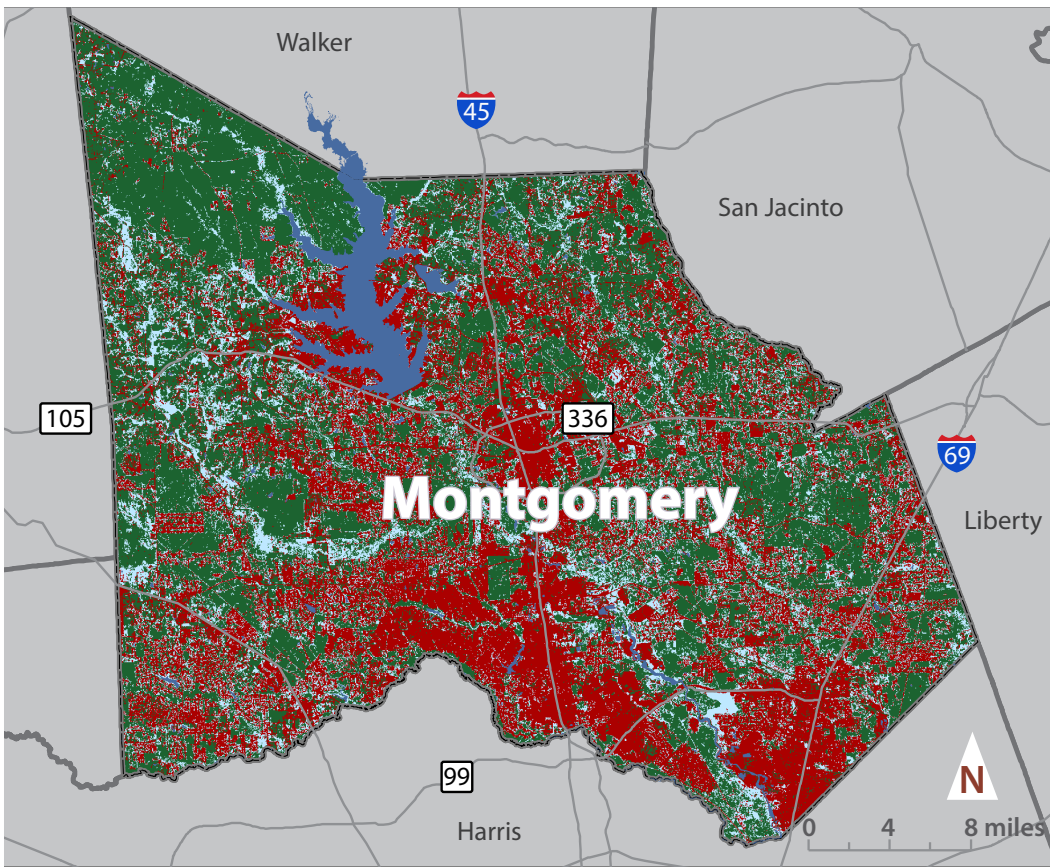 Walker
45
San Jacinto
105
336
69
Montgomery
Liberty
99
N
Harris
0 4 8 miles